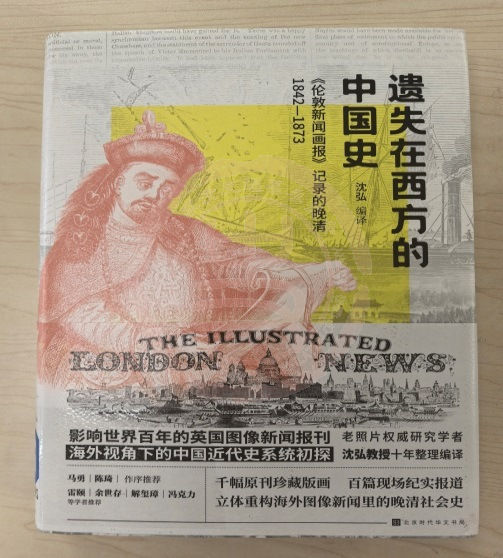 遗失在西方的
中国史
《伦敦新闻画报》记录的晚清
1842—1873
沈弘 编译
THE ILLUSTRATED
LONDON NEWS
影响世界百年的英国图像新闻报刊
海外视角下的中国近代史系统初探
老照片权威研究学者
沈弘教授十年整理编译
马勇｜陈琦｜作序推荐
雷颐｜余世存｜解玺璋｜冯克力
等学者推荐
千幅原刊珍藏版画 百篇现场纪实报道
立体重构海外图像新闻里的晚清社会史
北京时代华文书局